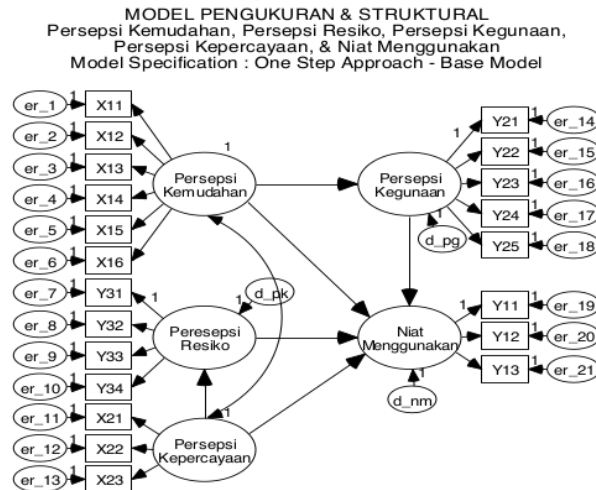 MODEL PENGUKURAN & STRUKTURAL
Persepsi Kemudahan, Persepsi Resiko, Persepsi Kegunaan,
Persepsi Kepercayaan, & Niat Menggunakan
Model Specification : One Step Approach - Base Model
er_1 1 X11
er_2 1 X12
er_3 1 X13
er_4 1 X14
er_5 1 X15
er_6 1 X16
er_7 1 Y31
er_8 1 Y32
er_9 1 Y33
er_10 1 Y34
er_11 1 X21
er_12 1 X22
er_13 1 X23
1
Persepsi
Kemudahan
1
d_pk
1
Peresepsi
Resiko
1
Persepsi
Kepercayaan
1
Persepsi
Kegunaan
1
d_pg
1
Niat
Menggunakan
1
d_nm
Y21 1 er_14
Y22 1 er_15
Y23 1 er_16
Y24 1 er_17
Y25 1 er_18
Y11 1 er_19
Y12 1 er_20
Y13 1 er_21